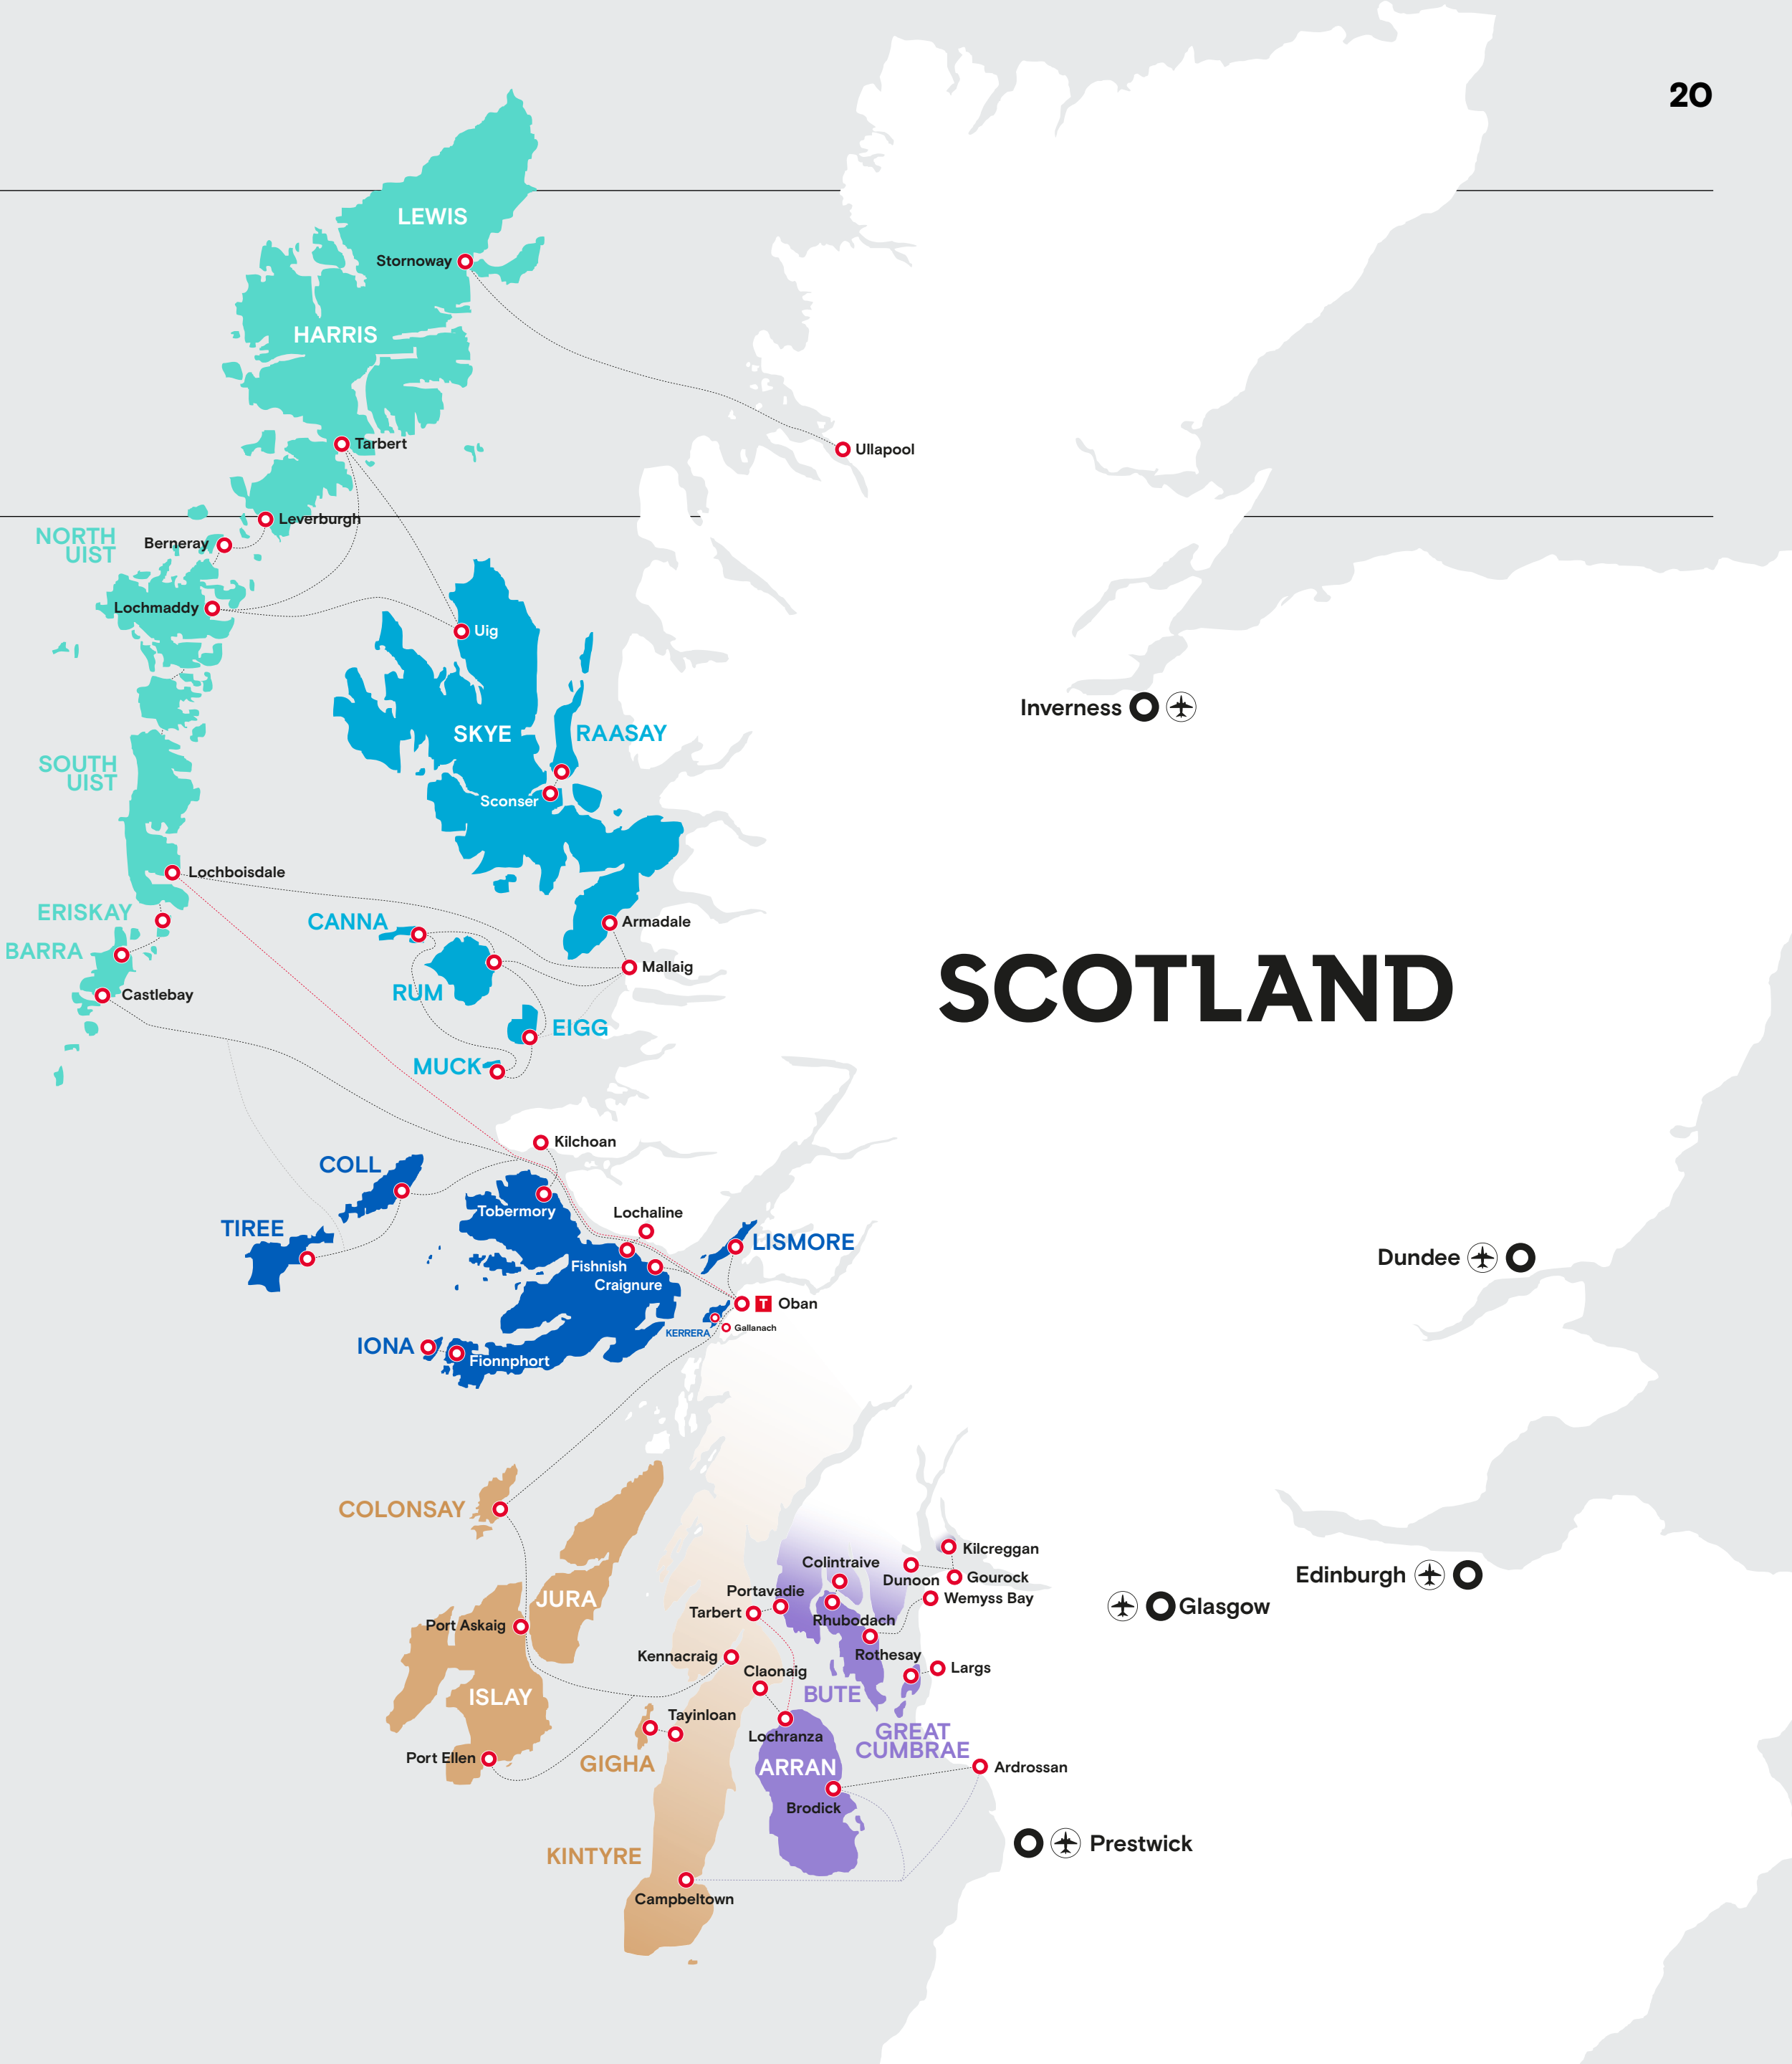 20
LEWIS
Stornoway
HARRIS
Tarbert
Ullapool
Leverburgh
NORTH
UIST
Berneray
Lochmaddy
Uig
Inverness
SKYE
RAASAY
SOUTH
UIST
Sconser
Lochboisdale
ERISKAY
CANNA
Armadale
BARRA
Mallaig
SCOTLAND
RUM
Castlebay
EIGG
MUCK
Kilchoan
COLL
Tobermory
Lochaline
TIREE
LISMORE
Dundee
Fishnish
Craignure
T Oban
Gallanach
KERRERA
IONA
Fionnphort
COLONSAY
Kilcreggan
Colintraive
Dunoon
Gourock
Edinburgh
Portavadie
JURA
Wemyss Bay
Glasgow
Tarbert
Rhubodach
Port Askaig
Kennacraig
Rothesay
Claonaig
Largs
BUTE
ISLAY
Tayinloan
GREAT
CUMBRAE
Lochranza
Port Ellen
GIGHA
ARRAN
Ardrossan
Brodick
Prestwick
KINTYRE
Campbeltown